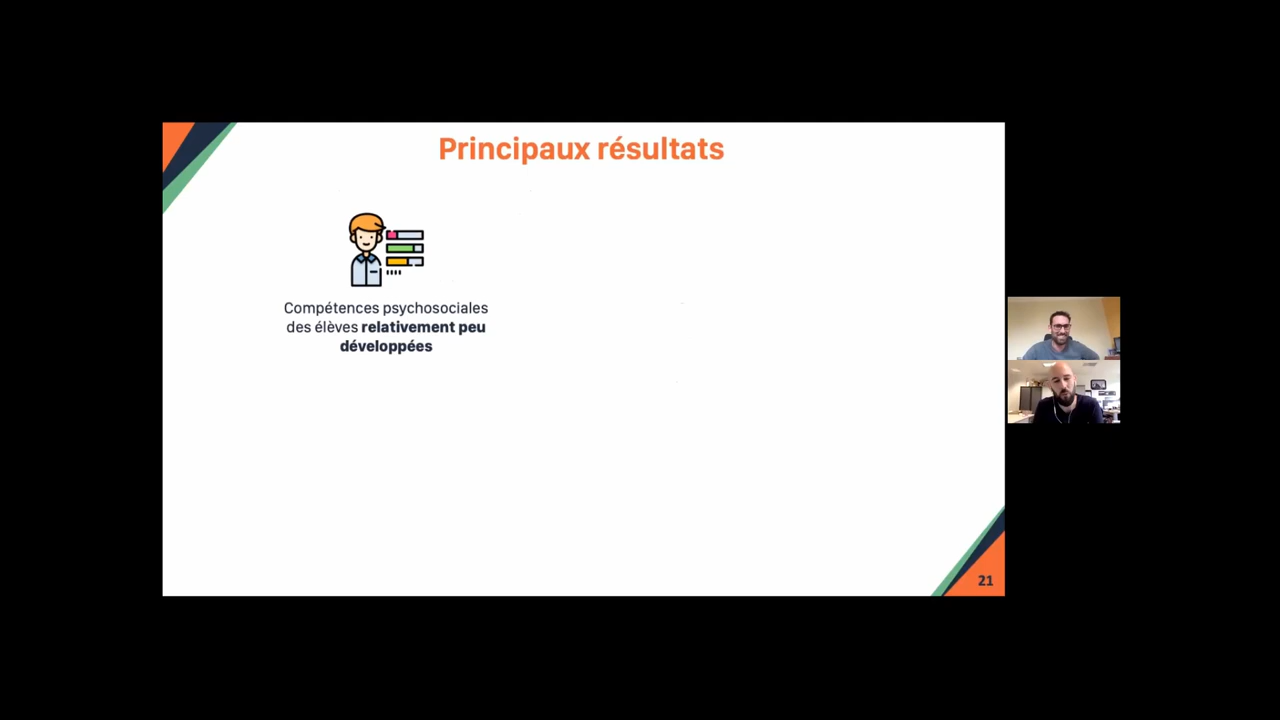 Principaux résultats
Compétences psychosociales
des élèves relativement peu
développées
21